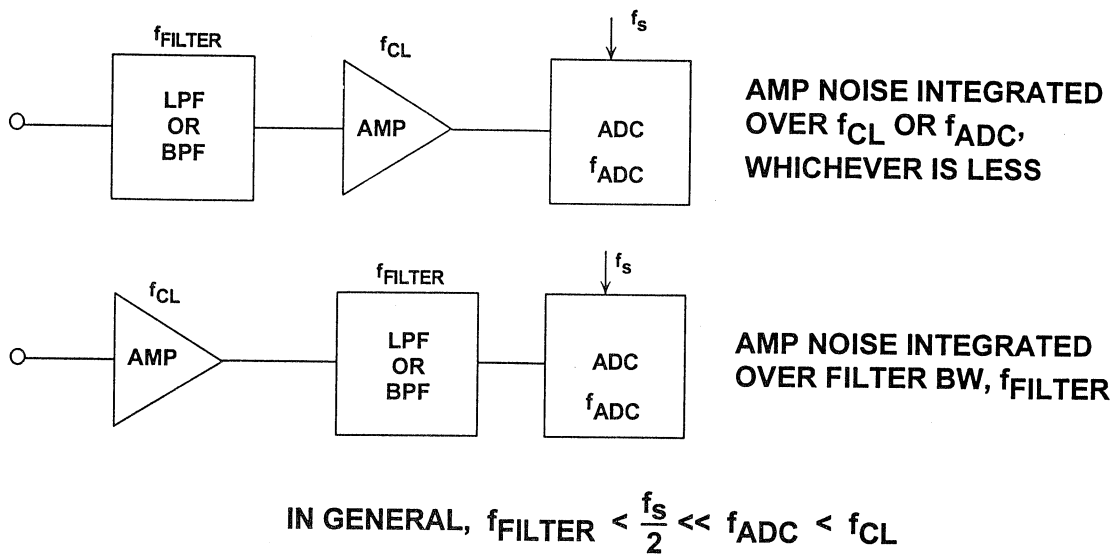 fFILTER
LPF
OR
BPF
fCL
AMP
fs
ADC
fADC
AMP NOISE INTEGRATED
OVER fCL OR fADC,
WHICHEVER IS LESS
fCL
AMP
fFILTER
LPF
OR
BPF
fs
ADC
fADC
AMP NOISE INTEGRATED
OVER FILTER BW, fFILTER
IN GENERAL, fFILTER < fs/2 << fADC < fCL